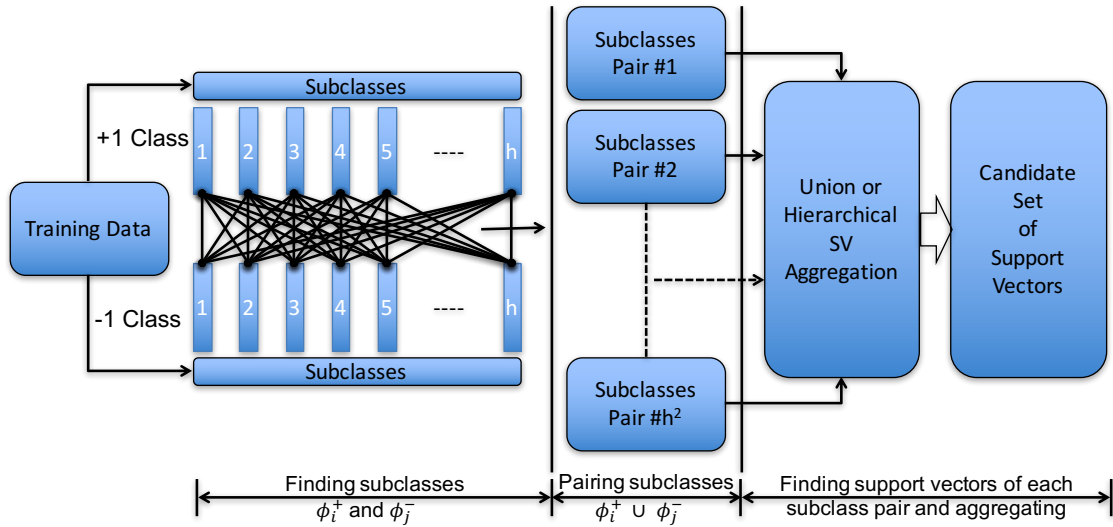 Training Data
+1 Class
-1 Class
Subclasses
1 2 3 4 5 ---- h
1 2 3 4 5 ---- h
Subclasses
Subclasses
Pair #1
Subclasses
Pair #2
Subclasses
Pair #h²
Union or
Hierarchical
SV
Aggregation
Candidate
Set
of
Support
Vectors
Finding subclasses
ϕᵢ⁺ and ϕⱼ⁻
Pairing subclasses
ϕᵢ⁺ ∪ ϕⱼ⁻
Finding support vectors of each
subclass pair and aggregating